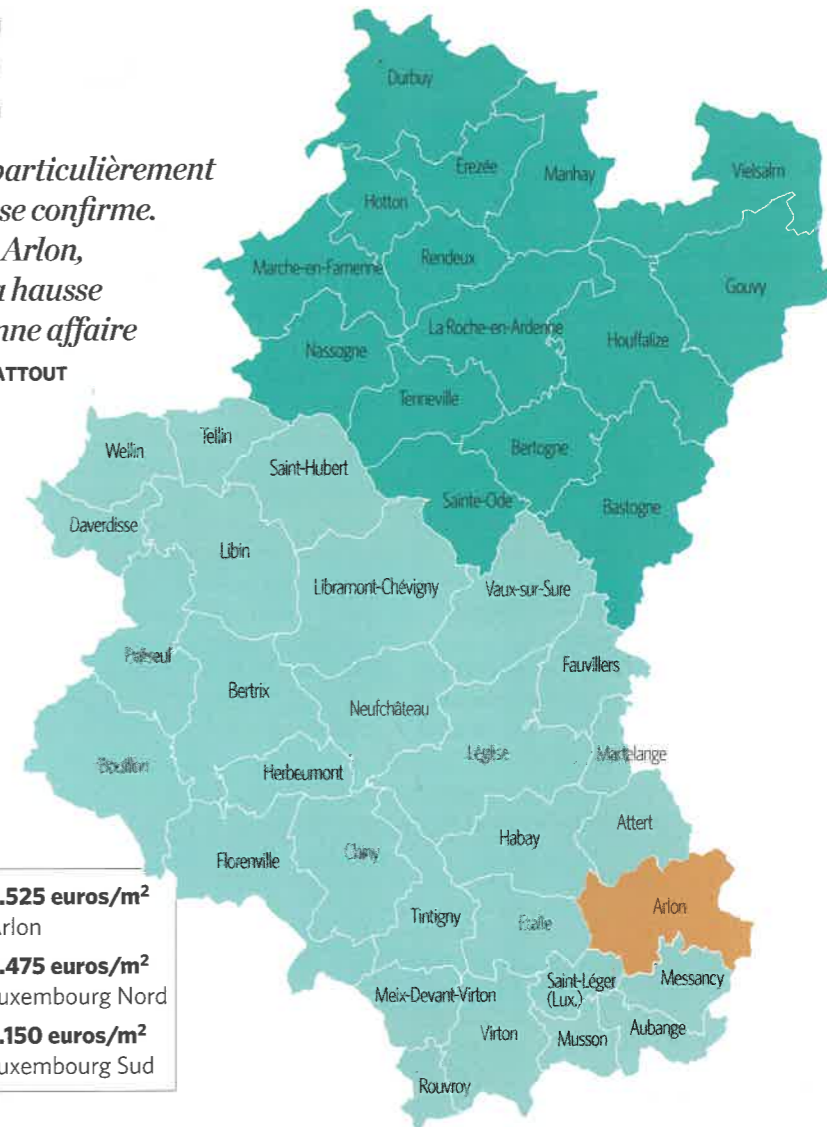 particulièrement
se confirme.
Arlon,
a hausse
nne affaire
ATTOUT
Durbuy
Erezée
Manhay
Vielsalm
Hotton
Marche-en-Famenne
Rendeux
Gouvy
La Roche-en-Ardenne
Houffalize
Nassogne
Tenneville
Bertogne
Sainte-Ode
Bastogne
Wellin
Tellin
Saint-Hubert
Daverdisse
Libin
Libramont-Chévigny
Vaux-sur-Sure
Paliseul
Fauvillers
Bertrix
Neufchâteau
Bouillon
Herbeumont
Léglise
Martelange
Attert
Habay
Florenville
Chiny
Arlon
Tintigny
Etalle
Saint-Léger
(Lux.)
Messancy
Meix-Devant-Virton
Virton
Musson
Aubange
Rouvroy
.525 euros/m²
Arlon
.475 euros/m²
uxembourg Nord
.150 euros/m²
uxembourg Sud